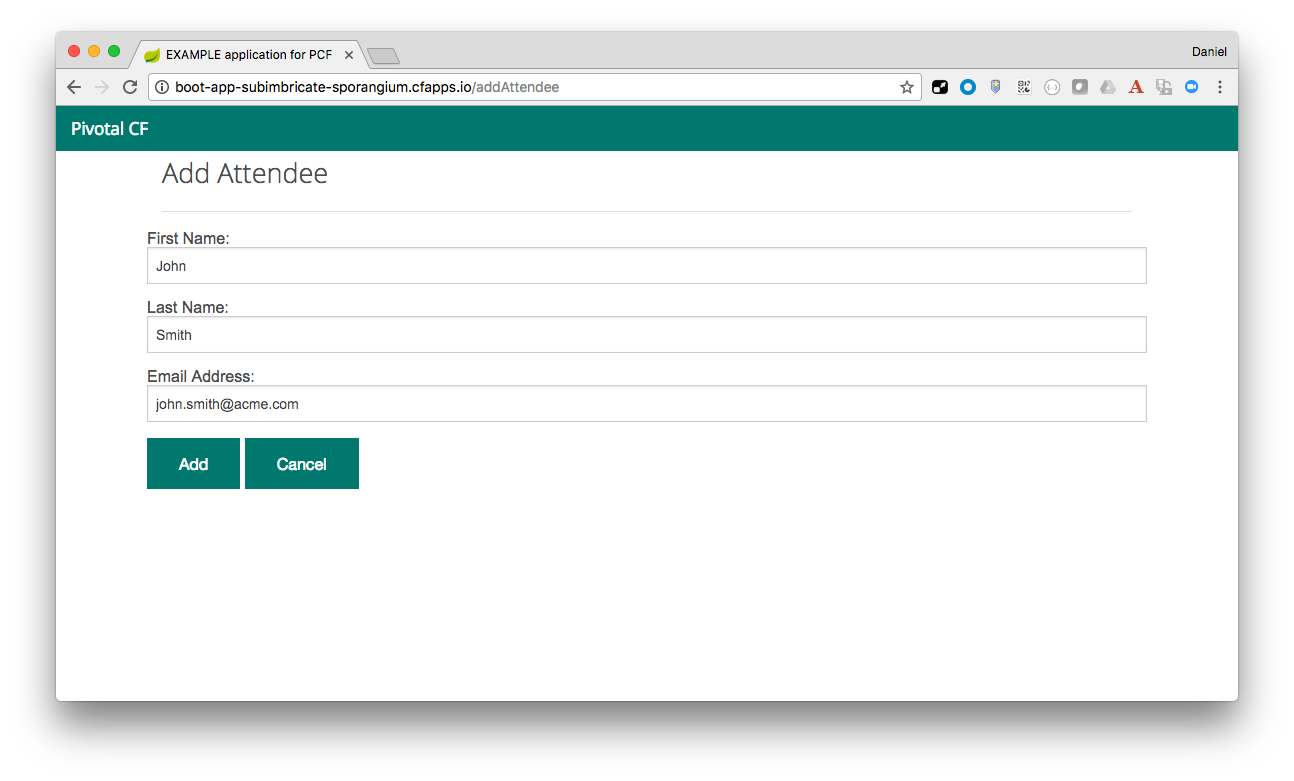 EXAMPLE application for PCF
Daniel
boot-app-subimbricate-sporangium.cfapps.io/addAttendee
A
Pivotal CF
Add Attendee
First Name:
John
Last Name:
Smith
Email Address:
john.smith@acme.com
Add Cancel